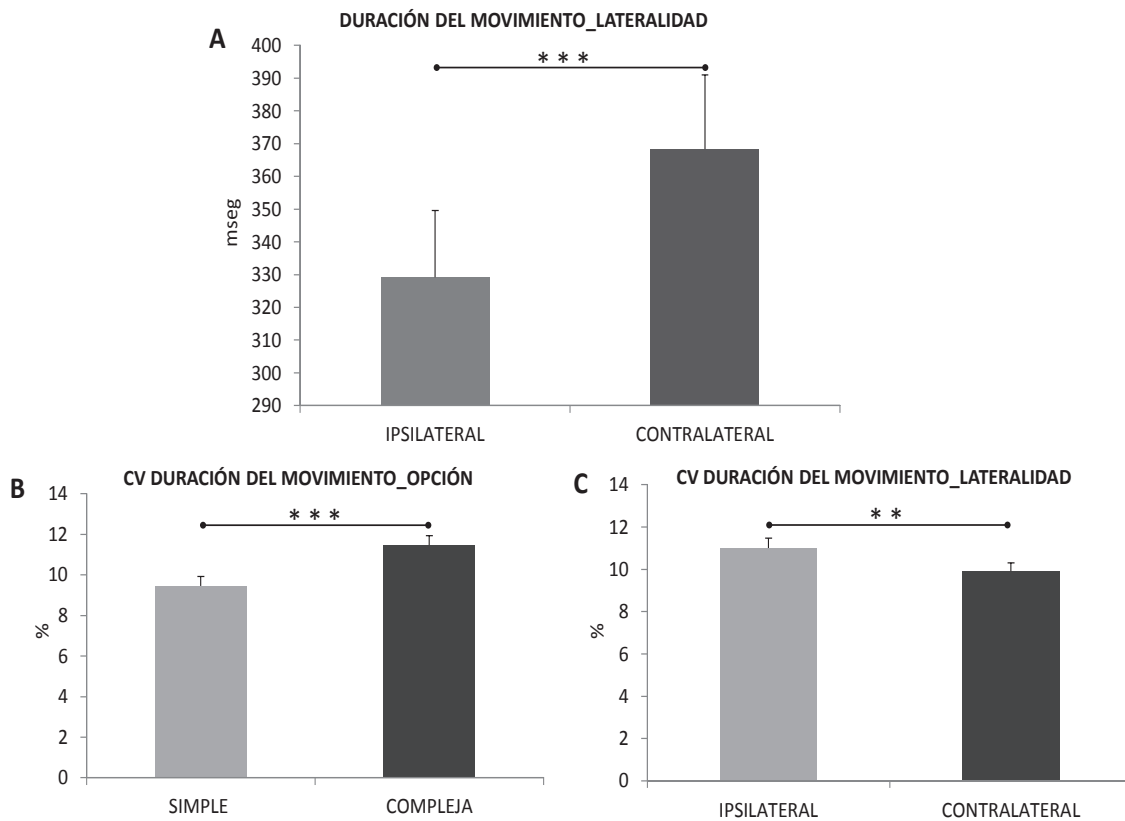 DURACIÓN DEL MOVIMIENTO_LATERALIDAD
A
400
390
380
370
360
350
340
330
320
310
300
290
mseg
* * *
IPSILATERAL
CONTRALATERAL
B
CV DURACIÓN DEL MOVIMIENTO_OPCIÓN
14
12
10
8
6
4
2
0
%
* * *
SIMPLE
COMPLEJA
C
CV DURACIÓN DEL MOVIMIENTO_LATERALIDAD
14
12
10
8
6
4
2
0
%
* *
IPSILATERAL
CONTRALATERAL